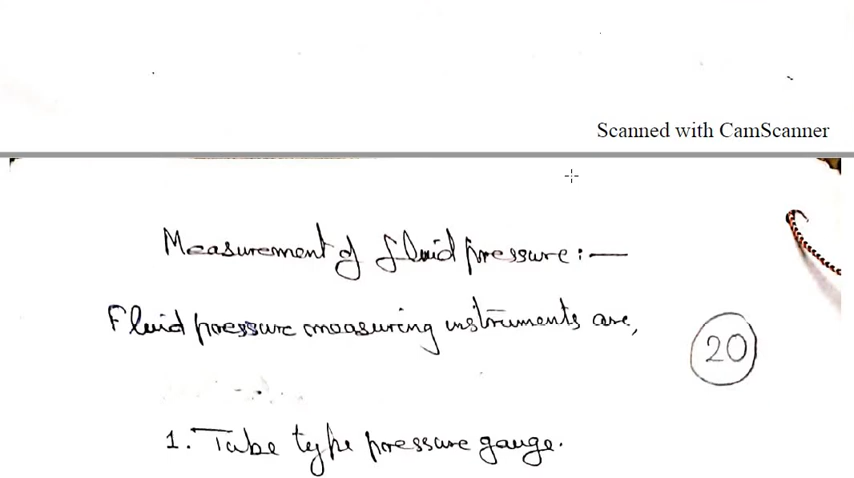 Scanned with CamScanner
Measurement of fluid pressure :—
Fluid pressure measuring instruments are,
20
1. Tube type pressure gauge.